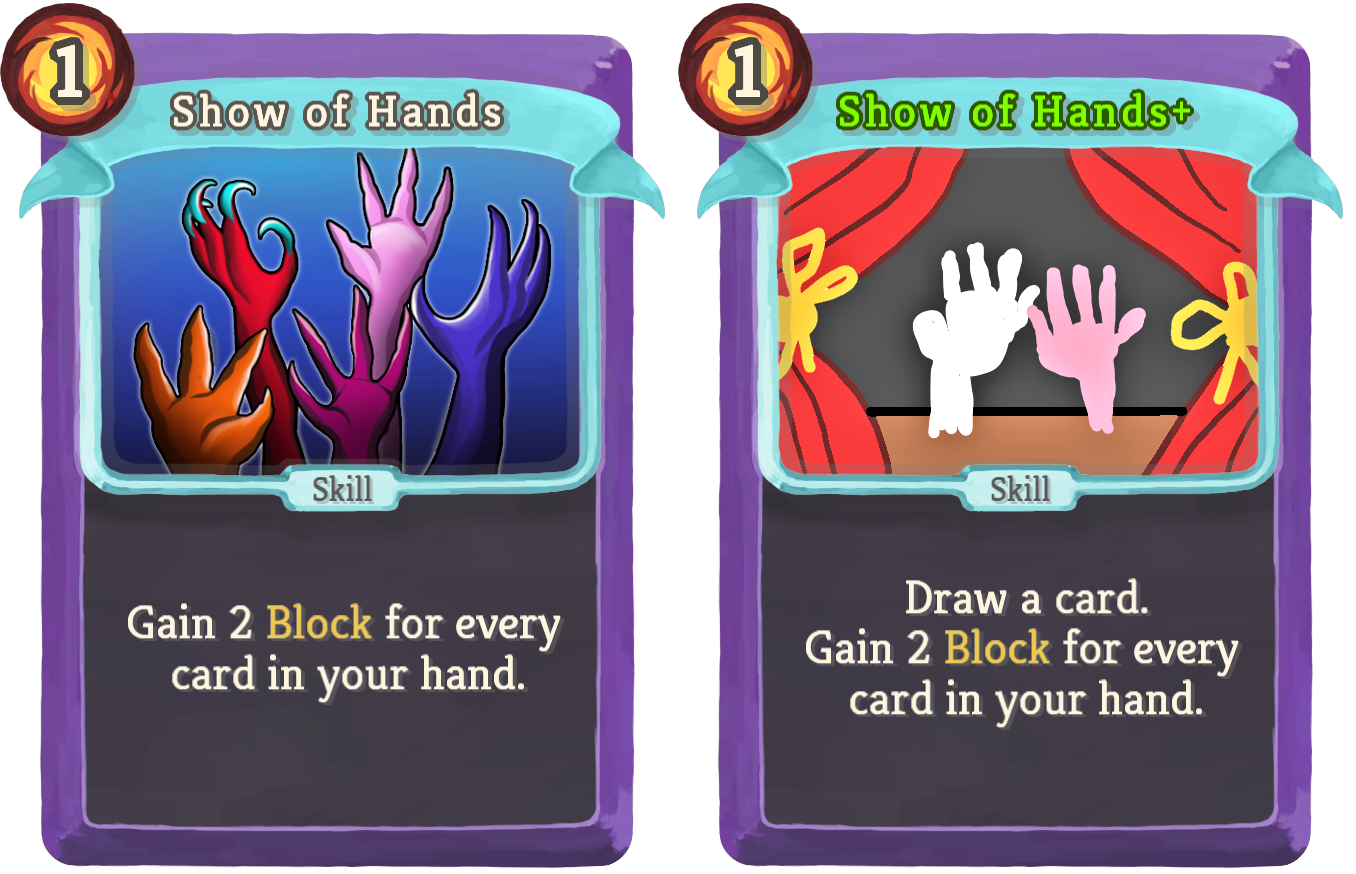 1
Show of Hands
Skill
Gain 2 Block for every
card in your hand.
1
Show of Hands+
Skill
Draw a card.
Gain 2 Block for every
card in your hand.